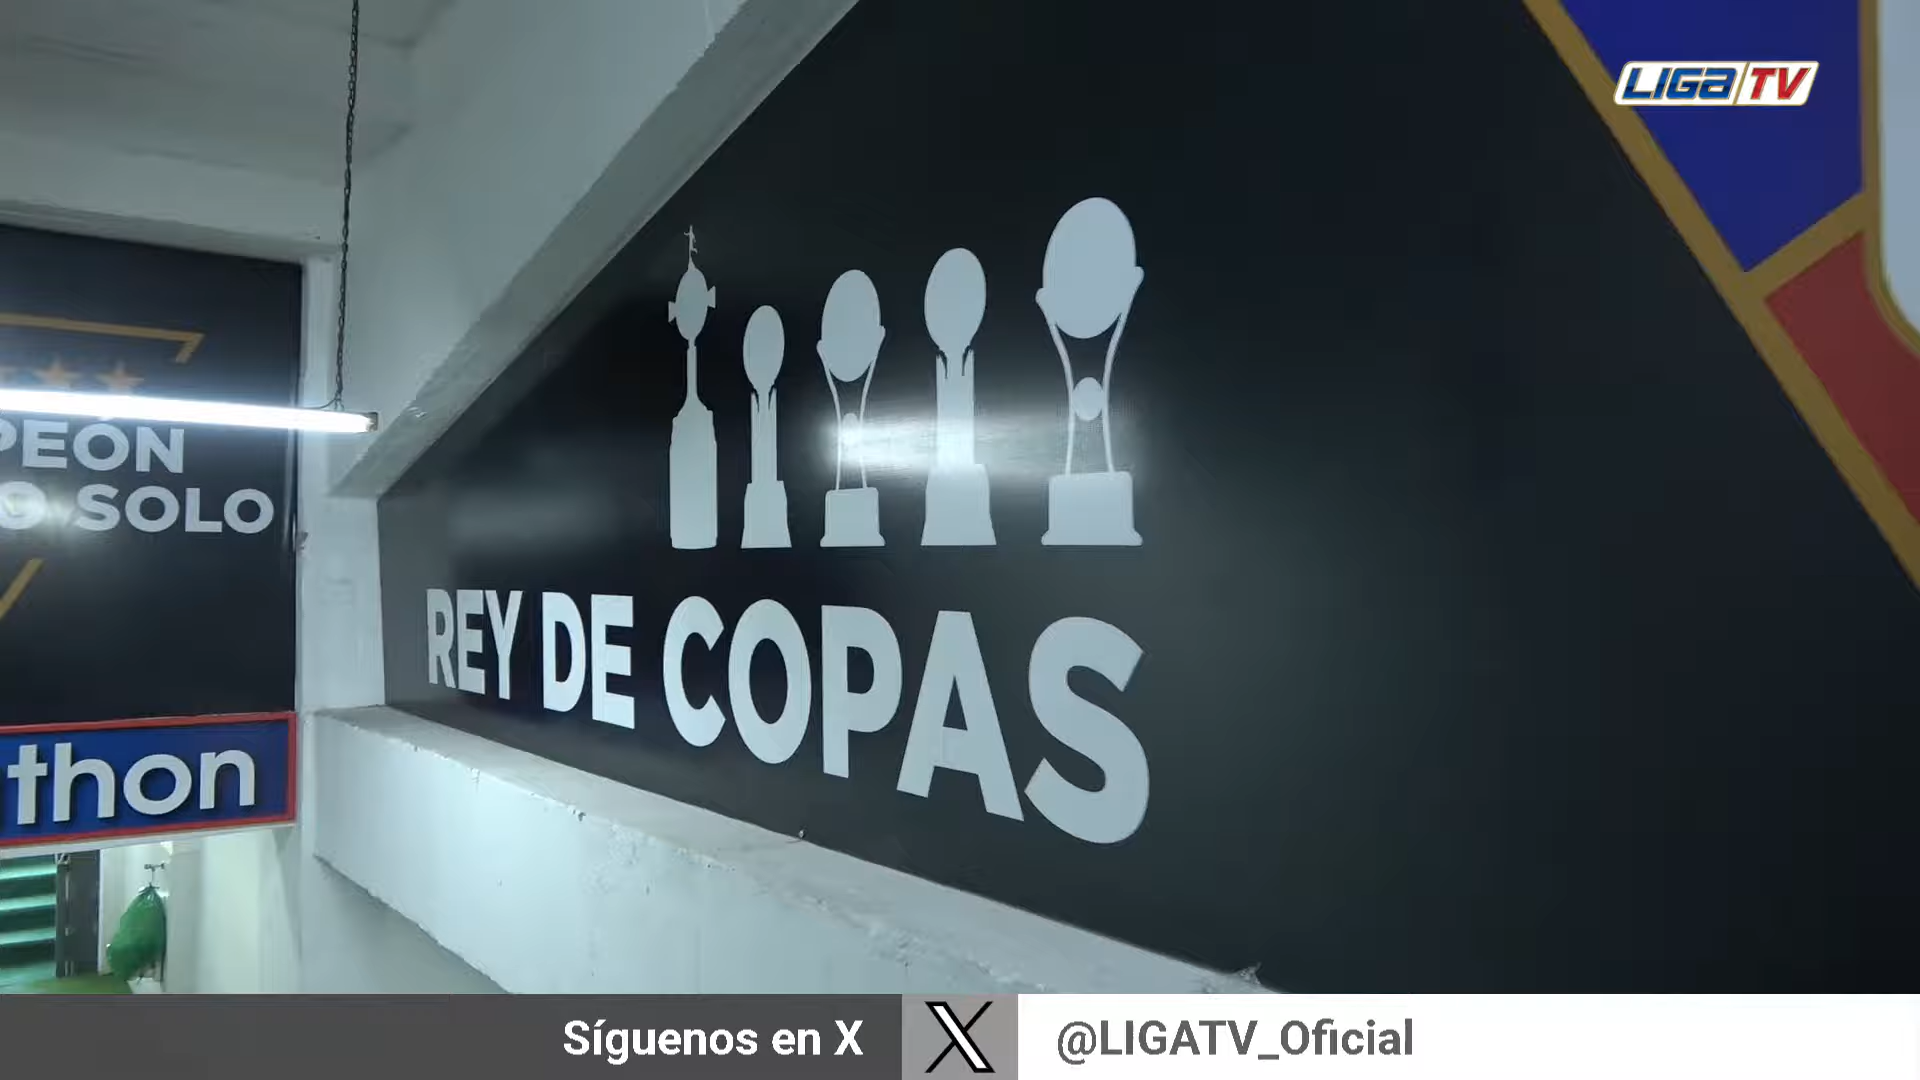 LIGA TV
PEON
O SOLO
REY DE COPAS
thon
Síguenos en X
@LIGATV_Oficial